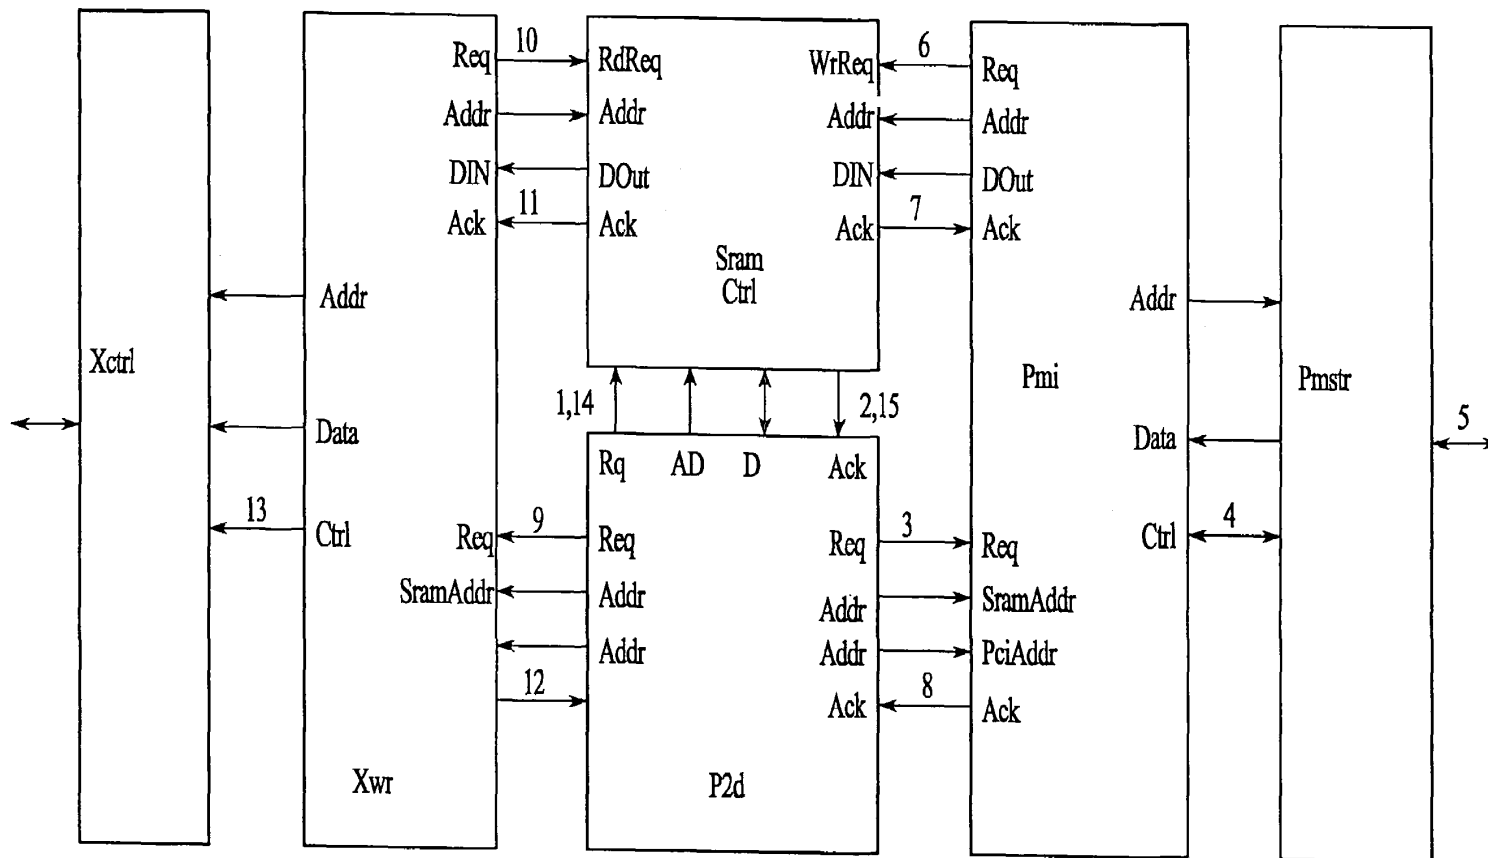 Req 10 RdReq WrReq 6 Req
Addr Addr Addr Addr
DIN DOut DIN DOut
Ack 11 Ack Ack 7 Ack
Sram
Ctrl
Addr Addr
Xctrl Pmi Pmstr
1,14 2,15
Data Data 5
Rq AD D Ack
13 Ctrl Ctrl 4
Req 9 Req Req 3 Req
SramAddr Addr Addr SramAddr
Addr Addr PciAddr
12 Ack 8 Ack
Xwr P2d